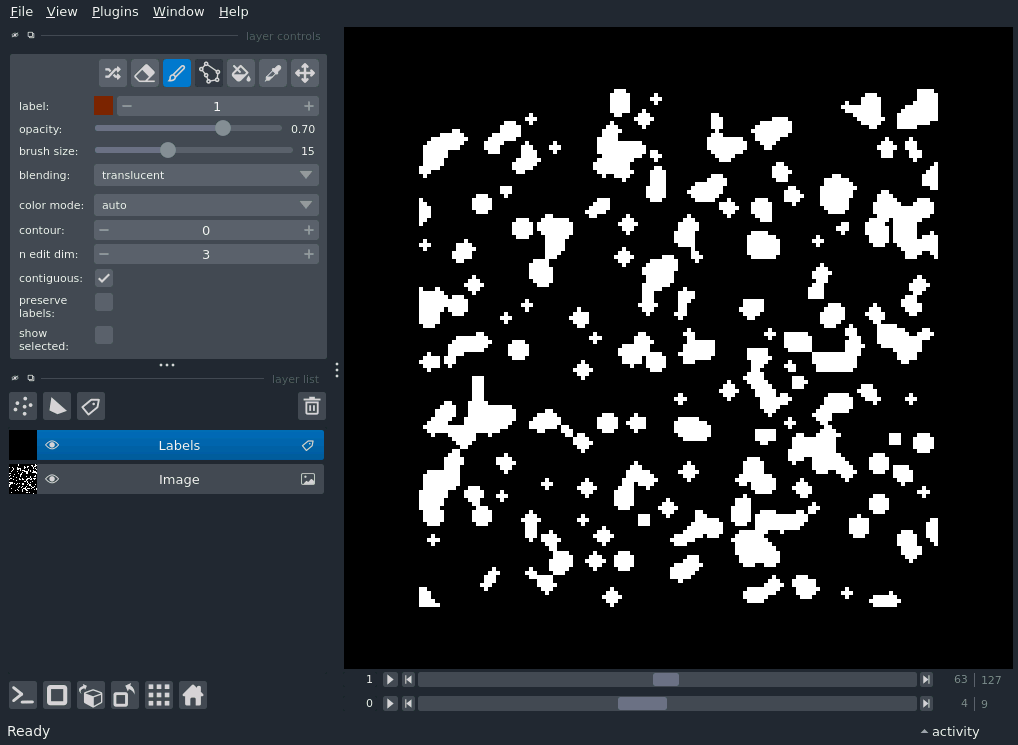 File View Plugins Window Help
layer controls
label: 1
opacity: 0.70
brush size: 15
blending: translucent
color mode: auto
contour: 0
n edit dim: 3
contiguous:
preserve
labels:
show
selected:
layer list
Labels
Image
1 63 127
0 4 9
Ready activity